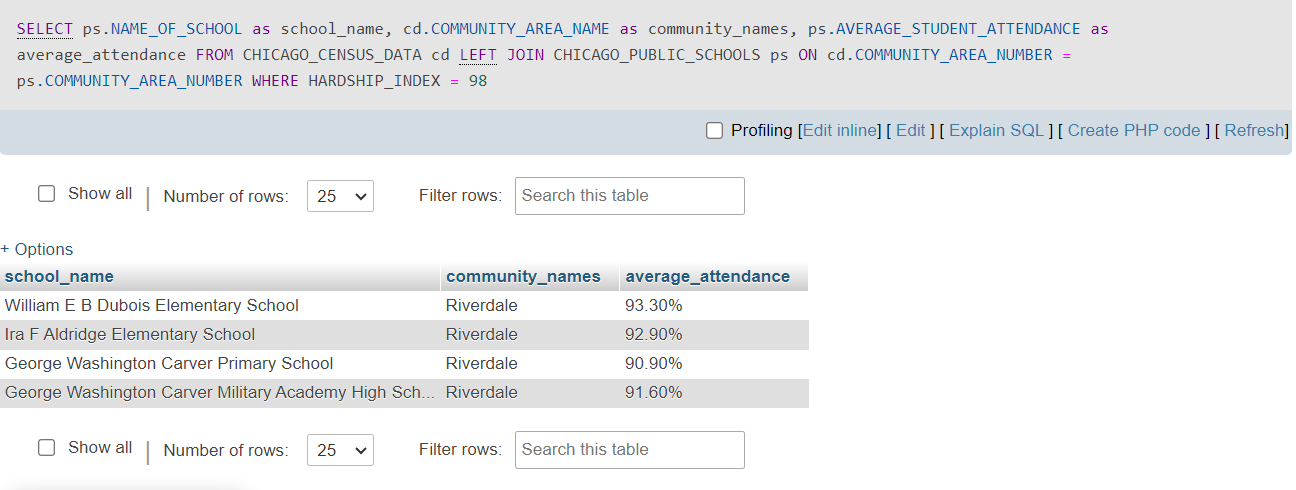 SELECT ps.NAME_OF_SCHOOL as school_name, cd.COMMUNITY_AREA_NAME as community_names, ps.AVERAGE_STUDENT_ATTENDANCE as
average_attendance FROM CHICAGO_CENSUS_DATA cd LEFT JOIN CHICAGO_PUBLIC_SCHOOLS ps ON cd.COMMUNITY_AREA_NUMBER =
ps.COMMUNITY_AREA_NUMBER WHERE HARDSHIP_INDEX = 98
Profiling [Edit inline] [ Edit ] [ Explain SQL ] [ Create PHP code ] [ Refresh]
Show all | Number of rows: 25 Filter rows: Search this table
+ Options
school_name community_names average_attendance
William E B Dubois Elementary School Riverdale 93.30%
Ira F Aldridge Elementary School Riverdale 92.90%
George Washington Carver Primary School Riverdale 90.90%
George Washington Carver Military Academy High Sch... Riverdale 91.60%
Show all | Number of rows: 25 Filter rows: Search this table